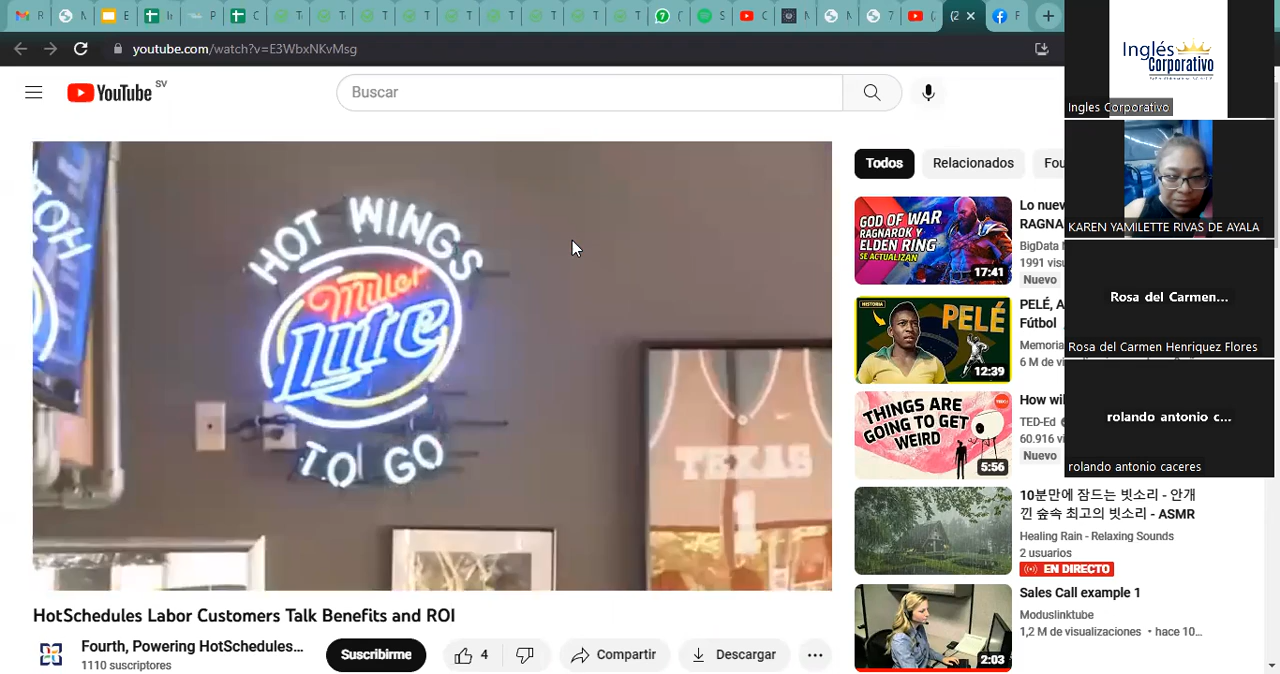 youtube.com/watch?v=E3WbxNKvMsg
YouTube SV
Buscar
HOT WINGS
Miller
Lite
TO GO
TEXAS
HOT
HotSchedules Labor Customers Talk Benefits and ROI
Fourth, Powering HotSchedules...
1110 suscriptores
Suscribirme
4
Compartir
Descargar
Todos
Relacionados
Fou
GOD OF WAR
RAGNARÖK Y
ELDEN RING
SE ACTUALIZAN
17:41
Lo nuev
RAGNA
BigData
1991 visu
Nuevo
HISTORIA
PELÉ
12:39
PELÉ, A
Fútbol
Memoria
6 M de vi
THINGS ARE
GOING TO GET
WEIRD
5:56
How wil
TED-Ed
60.916 vi
Nuevo
10분만에 잠드는 빗소리 - 안개
낀 숲속 최고의 빗소리 - ASMR
Healing Rain - Relaxing Sounds
2 usuarios
EN DIRECTO
2:03
Sales Call example 1
Moduslinktube
1,2 M de visualizaciones • hace 10...
Inglés
Corporativo
Ingles Corporativo
KAREN YAMILETTE RIVAS DE AYALA
Rosa del Carmen...
Rosa del Carmen Henriquez Flores
rolando antonio c...
rolando antonio caceres